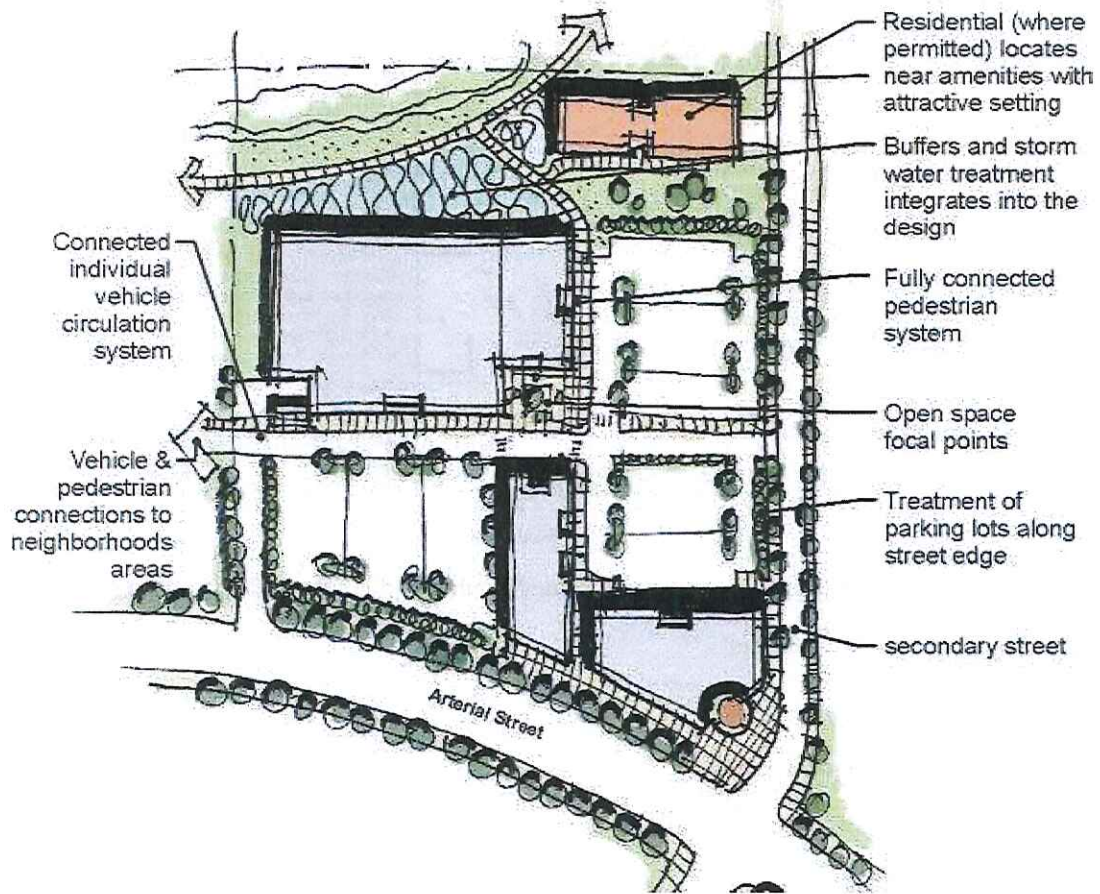 Residential (where
permitted) locates
near amenities with
attractive setting
Buffers and storm
water treatment
integrates into the
design
Connected
individual
vehicle
circulation
system
Fully connected
pedestrian
system
Open space
focal points
Vehicle &
pedestrian
connections to
neighborhoods
areas
Treatment of
parking lots along
street edge
secondary street
Arterial Street